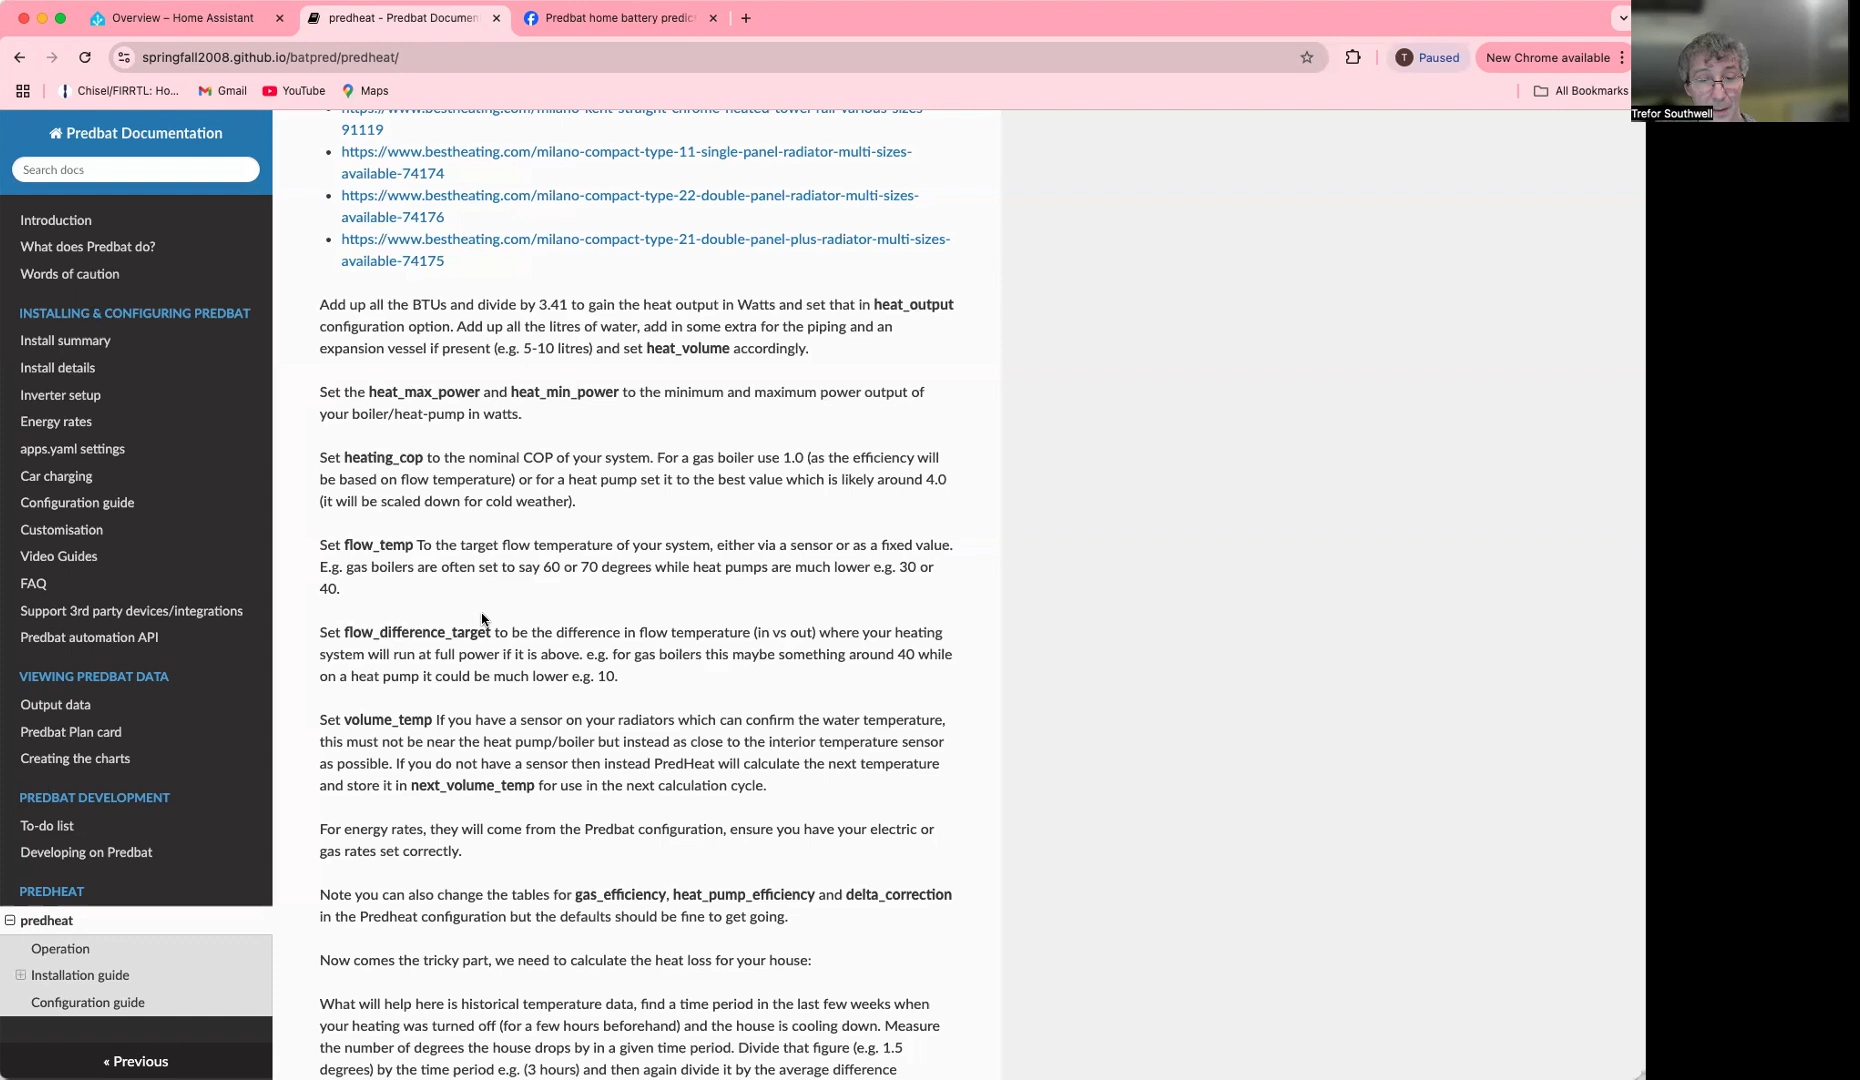 Overview – Home Assistant
predheat - Predbat Documen
Predbat home battery predic
springfall2008.github.io/batpred/predheat/
Paused
New Chrome available
Chisel/FIRRTL: Ho...
Gmail
YouTube
Maps
All Bookmarks
Trefor Southwell
Predbat Documentation
Search docs
Introduction
What does Predbat do?
Words of caution
INSTALLING & CONFIGURING PREDBAT
Install summary
Install details
Inverter setup
Energy rates
apps.yaml settings
Car charging
Configuration guide
Customisation
Video Guides
FAQ
Support 3rd party devices/integrations
Predbat automation API
VIEWING PREDBAT DATA
Output data
Predbat Plan card
Creating the charts
PREDBAT DEVELOPMENT
To-do list
Developing on Predbat
PREDHEAT
predheat
Operation
Installation guide
Configuration guide
« Previous
https://www.bestheating.com/milano-kent-straight-chrome-heated-tower-rail-various-sizes-
91119
https://www.bestheating.com/milano-compact-type-11-single-panel-radiator-multi-sizes-
available-74174
https://www.bestheating.com/milano-compact-type-22-double-panel-radiator-multi-sizes-
available-74176
https://www.bestheating.com/milano-compact-type-21-double-panel-plus-radiator-multi-sizes-
available-74175
Add up all the BTUs and divide by 3.41 to gain the heat output in Watts and set that in heat_output
configuration option. Add up all the litres of water, add in some extra for the piping and an
expansion vessel if present (e.g. 5-10 litres) and set heat_volume accordingly.
Set the heat_max_power and heat_min_power to the minimum and maximum power output of
your boiler/heat-pump in watts.
Set heating_cop to the nominal COP of your system. For a gas boiler use 1.0 (as the efficiency will
be based on flow temperature) or for a heat pump set it to the best value which is likely around 4.0
(it will be scaled down for cold weather).
Set flow_temp To the target flow temperature of your system, either via a sensor or as a fixed value.
E.g. gas boilers are often set to say 60 or 70 degrees while heat pumps are much lower e.g. 30 or
40.
Set flow_difference_target to be the difference in flow temperature (in vs out) where your heating
system will run at full power if it is above. e.g. for gas boilers this maybe something around 40 while
on a heat pump it could be much lower e.g. 10.
Set volume_temp If you have a sensor on your radiators which can confirm the water temperature,
this must not be near the heat pump/boiler but instead as close to the interior temperature sensor
as possible. If you do not have a sensor then instead PredHeat will calculate the next temperature
and store it in next_volume_temp for use in the next calculation cycle.
For energy rates, they will come from the Predbat configuration, ensure you have your electric or
gas rates set correctly.
Note you can also change the tables for gas_efficiency, heat_pump_efficiency and delta_correction
in the Predheat configuration but the defaults should be fine to get going.
Now comes the tricky part, we need to calculate the heat loss for your house:
What will help here is historical temperature data, find a time period in the last few weeks when
your heating was turned off (for a few hours beforehand) and the house is cooling down. Measure
the number of degrees the house drops by in a given time period. Divide that figure (e.g. 1.5
degrees) by the time period e.g. (3 hours) and then again divide it by the average difference